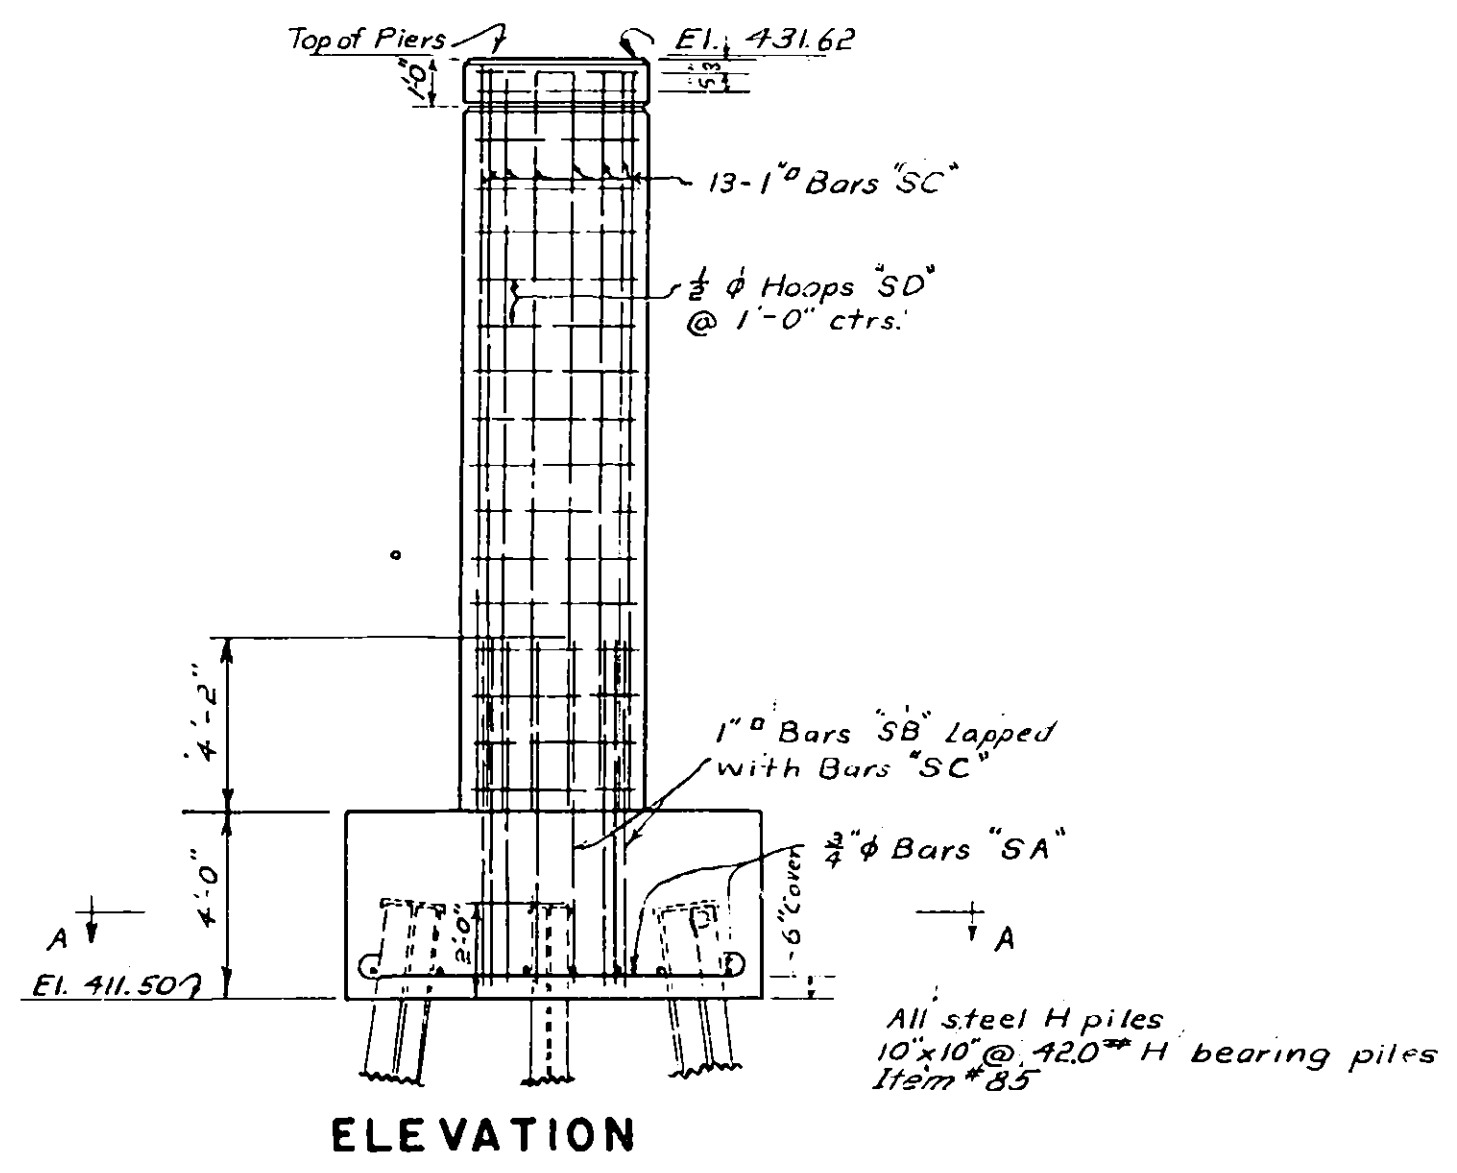 Top of Piers
El. 431.62
1'-0"
3
5
13-1"□ Bars "SC"
½ ϕ Hoops "SD"
@ 1'-0" ctrs.
4'-2"
1"□ Bars "SB" Lapped
with Bars "SC"
¾"ϕ Bars "SA"
4'-0"
2'-0"
6" Cover
A
A
El. 411.50
All steel H piles
10"x10" @ 42.0# H bearing piles
Item #85
ELEVATION